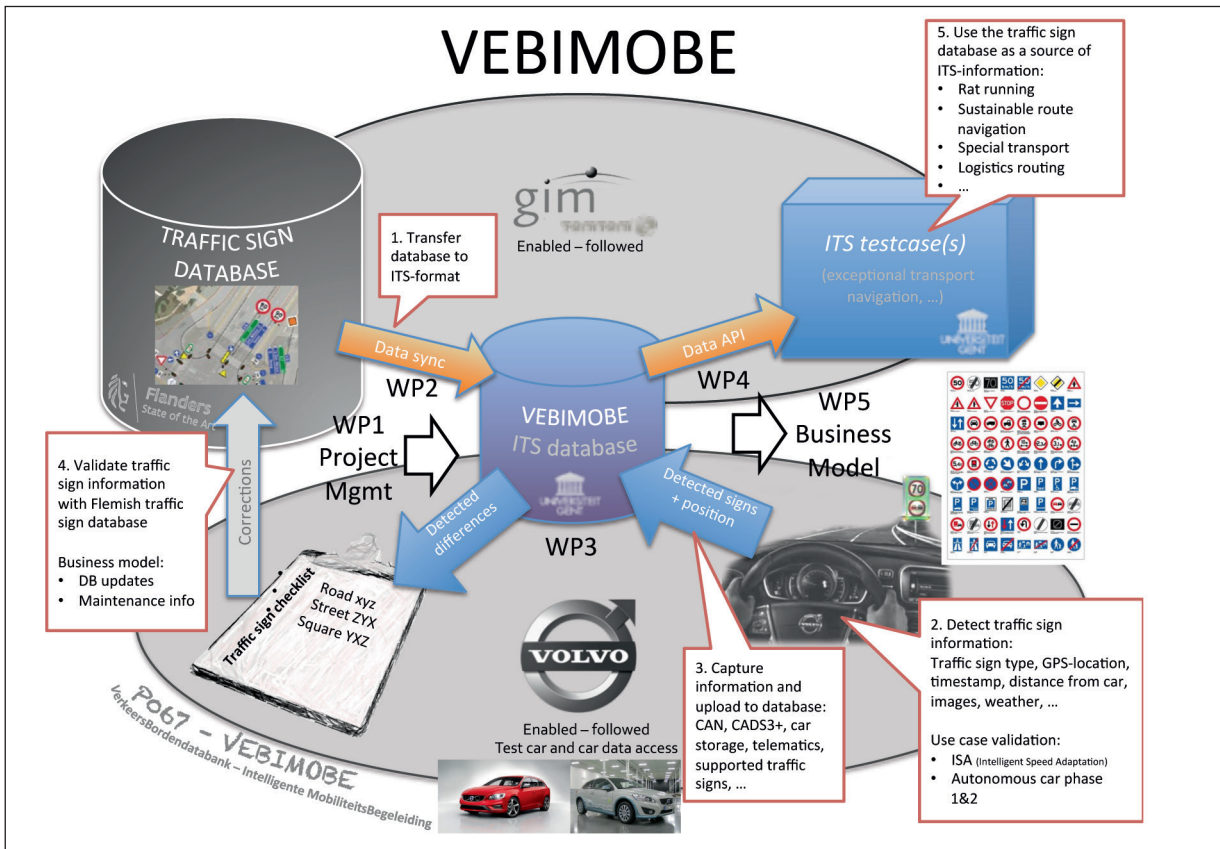 VEBIMOBE
5. Use the traffic sign
database as a source of
ITS-information:
• Rat running
• Sustainable route
navigation
• Special transport
• Logistics routing
• ...
gim
Enabled – followed
TRAFFIC SIGN
DATABASE
Flanders
State of the Art
1. Transfer
database to
ITS-format
ITS testcase(s)
(exceptional transport
navigation, ...)
UNIVERSITEIT
GENT
Data sync
Data API
WP2
WP4
WP1
Project
Mgmt
VEBIMOBE
ITS database
UNIVERSITEIT
GENT
WP5
Business
Model
4. Validate traffic
sign information
with Flemish traffic
sign database
Business model:
• DB updates
• Maintenance info
Corrections
Detected
differences
Detected signs
+ position
WP3
70
Traffic sign checklist
Road xyz
Street ZYX
Square YXZ
VOLVO
Enabled – followed
Test car and car data access
3. Capture
information and
upload to database:
CAN, CADS3+, car
storage, telematics,
supported traffic
signs, ...
2. Detect traffic sign
information:
Traffic sign type, GPS-location,
timestamp, distance from car,
images, weather, ...
Use case validation:
• ISA (Intelligent Speed Adaptation)
• Autonomous car phase
1&2
P067 – VEBIMOBE
VerkeersBordendatabank – Intelligente MobiliteitsBegeleiding